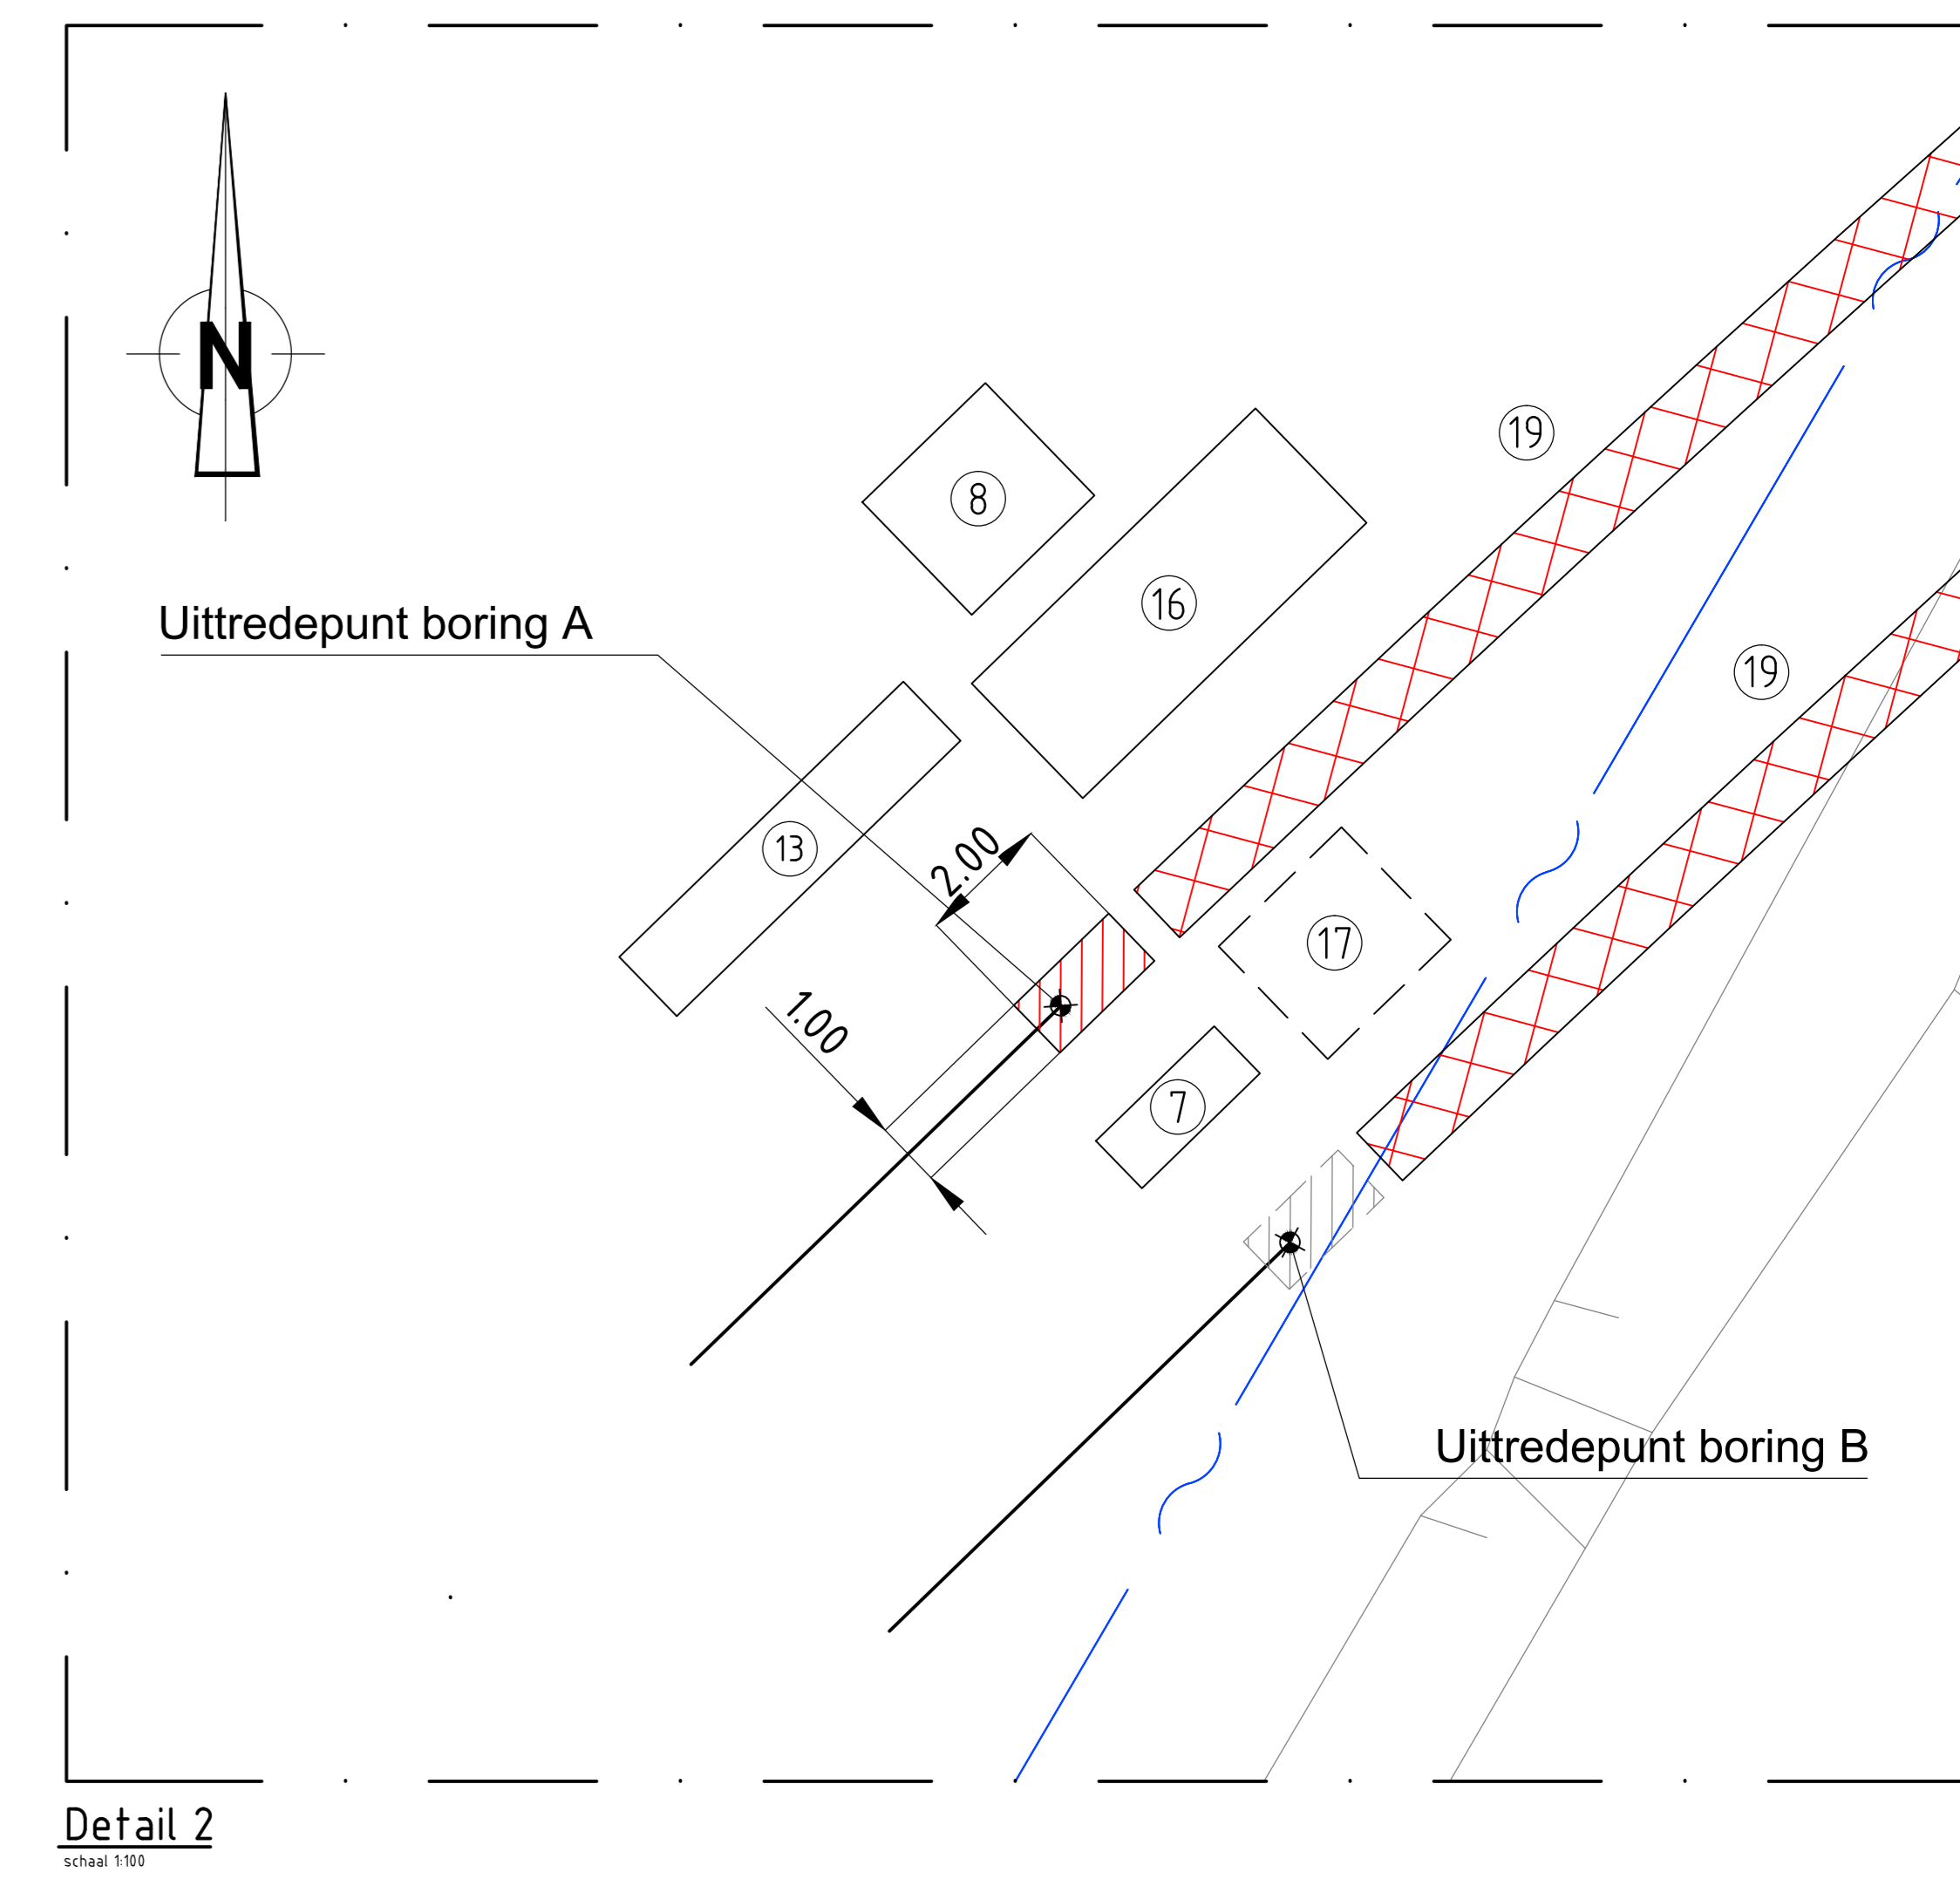 N
8
19
16
Uittredepunt boring A
19
13
2.00
17
1.00
7
Uittredepunt boring B
Detail 2
schaal 1:100